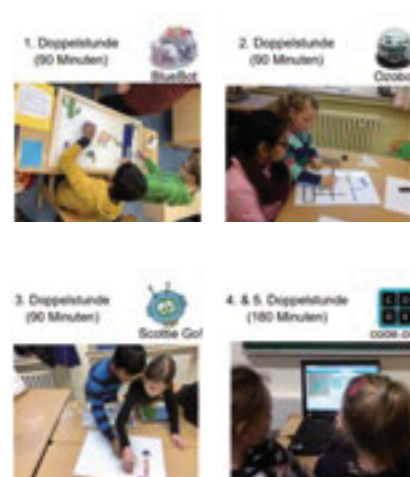 1. Doppelstunde
(90 Minuten)
BlueBot
2. Doppelstunde
(90 Minuten)
Ozobo
3. Doppelstunde
(90 Minuten)
Scottie Go!
4. & 5. Doppelstunde
(180 Minuten)